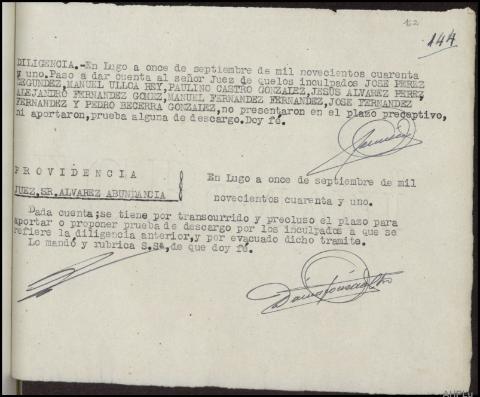 12
144
DILIGENCIA.-En Lugo a once de septiembre de mil novecientos cuarenta
y uno.Paso a dar cuenta al señor Juez de quelos inculpados JOSE PEREZ
SEGUNDEZ,MANUEL ULLOA REY,PAULINO CASTRO GONZALEZ,JESUS ALVAREZ PEREZ,
ALEJANDRO FERNANDEZ GOMEZ,MANUEL FERNANDEZ FERNANDEZ,JOSE FERNANDEZ
FERNANDEZ Y PEDRO BECERRA GONZALEZ,no presentaron en el plazo preceptivo,
ni aportaron,prueba alguna de descargo.Doy fé.
PROVIDENCIA
JUEZ,SR.ALVAREZ ABUNDANCIA
En Lugo a once de septiembre de mil
novecientos cuarenta y uno.
Dada cuenta;se tiene por transcurrido y precluso el plazo para
aportar o proponer prueba de descargo por los inculpados a que se
refiere la diligencia anterior,y por evacuado dicho tramite.
Lo mandó y rubrica S.Sª,de que doy fé.